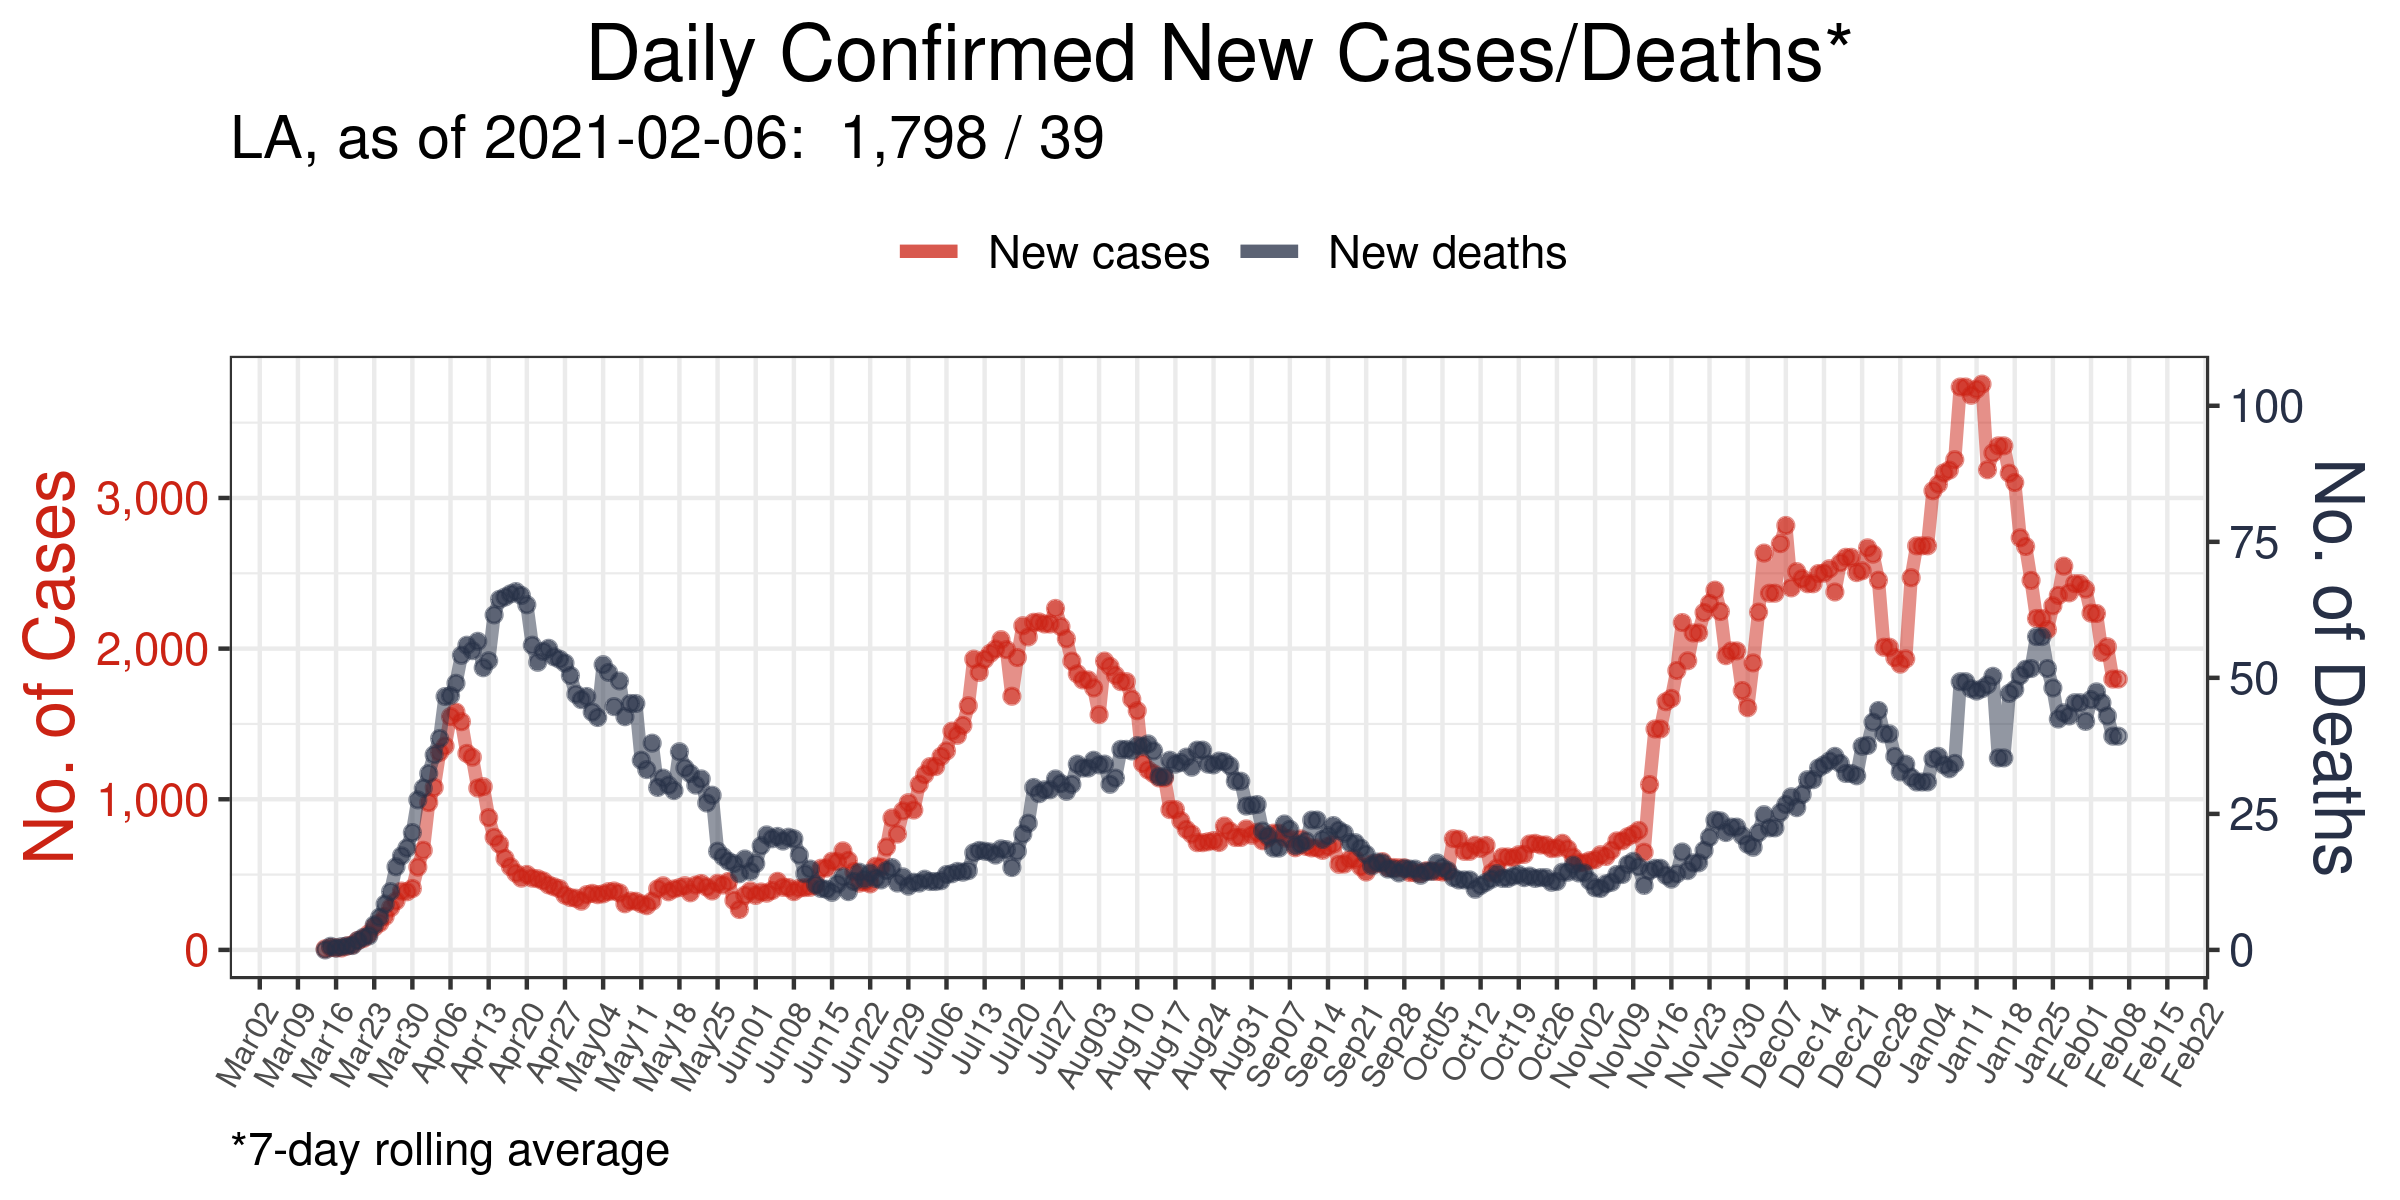 Daily Confirmed New Cases/Deaths*
LA, as of 2021-02-06:  1,798 / 39
New cases
New deaths
No. of Cases
3,000
2,000
1,000
0
100
75
50
25
0
No. of Deaths
Mar02
Mar09
Mar16
Mar23
Mar30
Apr06
Apr13
Apr20
Apr27
May04
May11
May18
May25
Jun01
Jun08
Jun15
Jun22
Jun29
Jul06
Jul13
Jul20
Jul27
Aug03
Aug10
Aug17
Aug24
Aug31
Sep07
Sep14
Sep21
Sep28
Oct05
Oct12
Oct19
Oct26
Nov02
Nov09
Nov16
Nov23
Nov30
Dec07
Dec14
Dec21
Dec28
Jan04
Jan11
Jan18
Jan25
Feb01
Feb08
Feb15
Feb22
*7-day rolling average